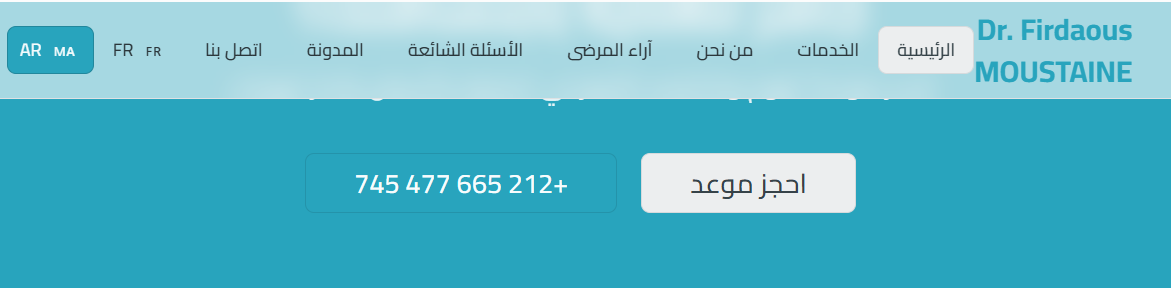 Dr. Firdaous
MOUSTAINE
الرئيسية
الخدمات
من نحن
آراء المرضى
الأسئلة الشائعة
المدونة
اتصل بنا
FR FR
AR MA
احجز موعد
+212 665 477 745